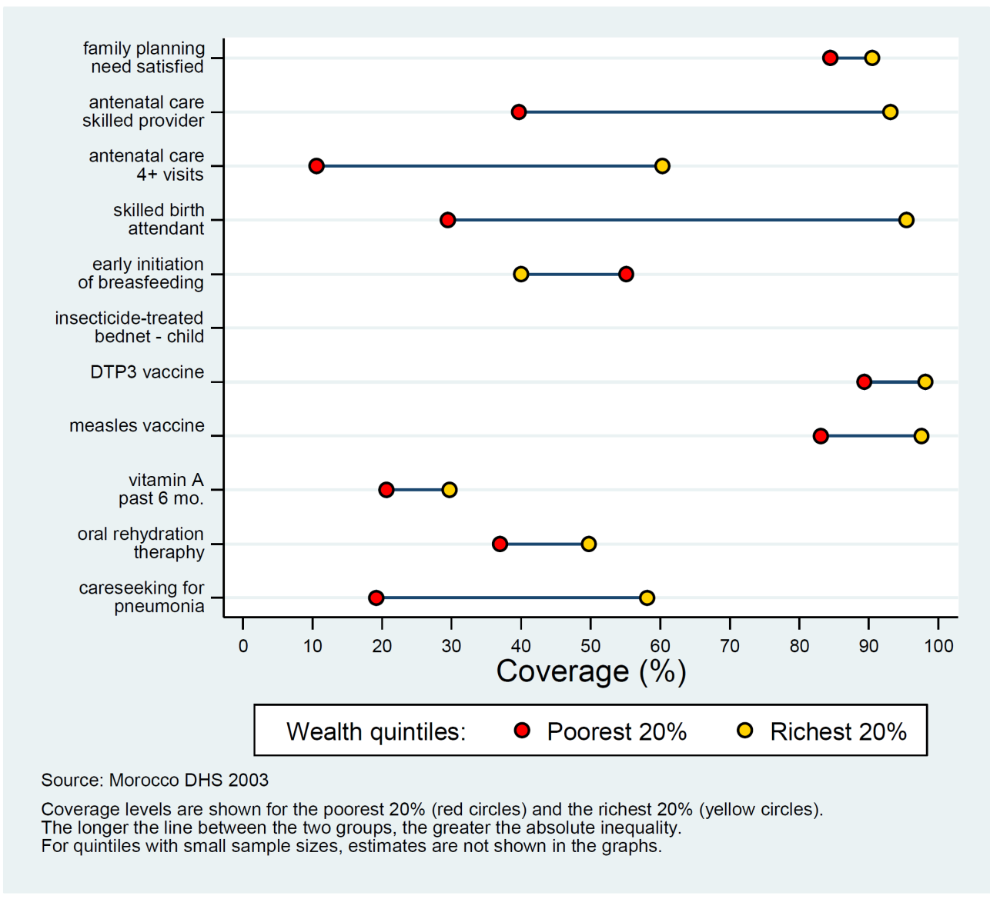 family planning
need satisfied
antenatal care
skilled provider
antenatal care
4+ visits
skilled birth
attendant
early initiation
of breasfeeding
insecticide-treated
bednet - child
DTP3 vaccine
measles vaccine
vitamin A
past 6 mo.
oral rehydration
theraphy
careseeking for
pneumonia
0 10 20 30 40 50 60 70 80 90 100
Coverage (%)
Wealth quintiles: Poorest 20% Richest 20%
Source: Morocco DHS 2003
Coverage levels are shown for the poorest 20% (red circles) and the richest 20% (yellow circles).
The longer the line between the two groups, the greater the absolute inequality.
For quintiles with small sample sizes, estimates are not shown in the graphs.